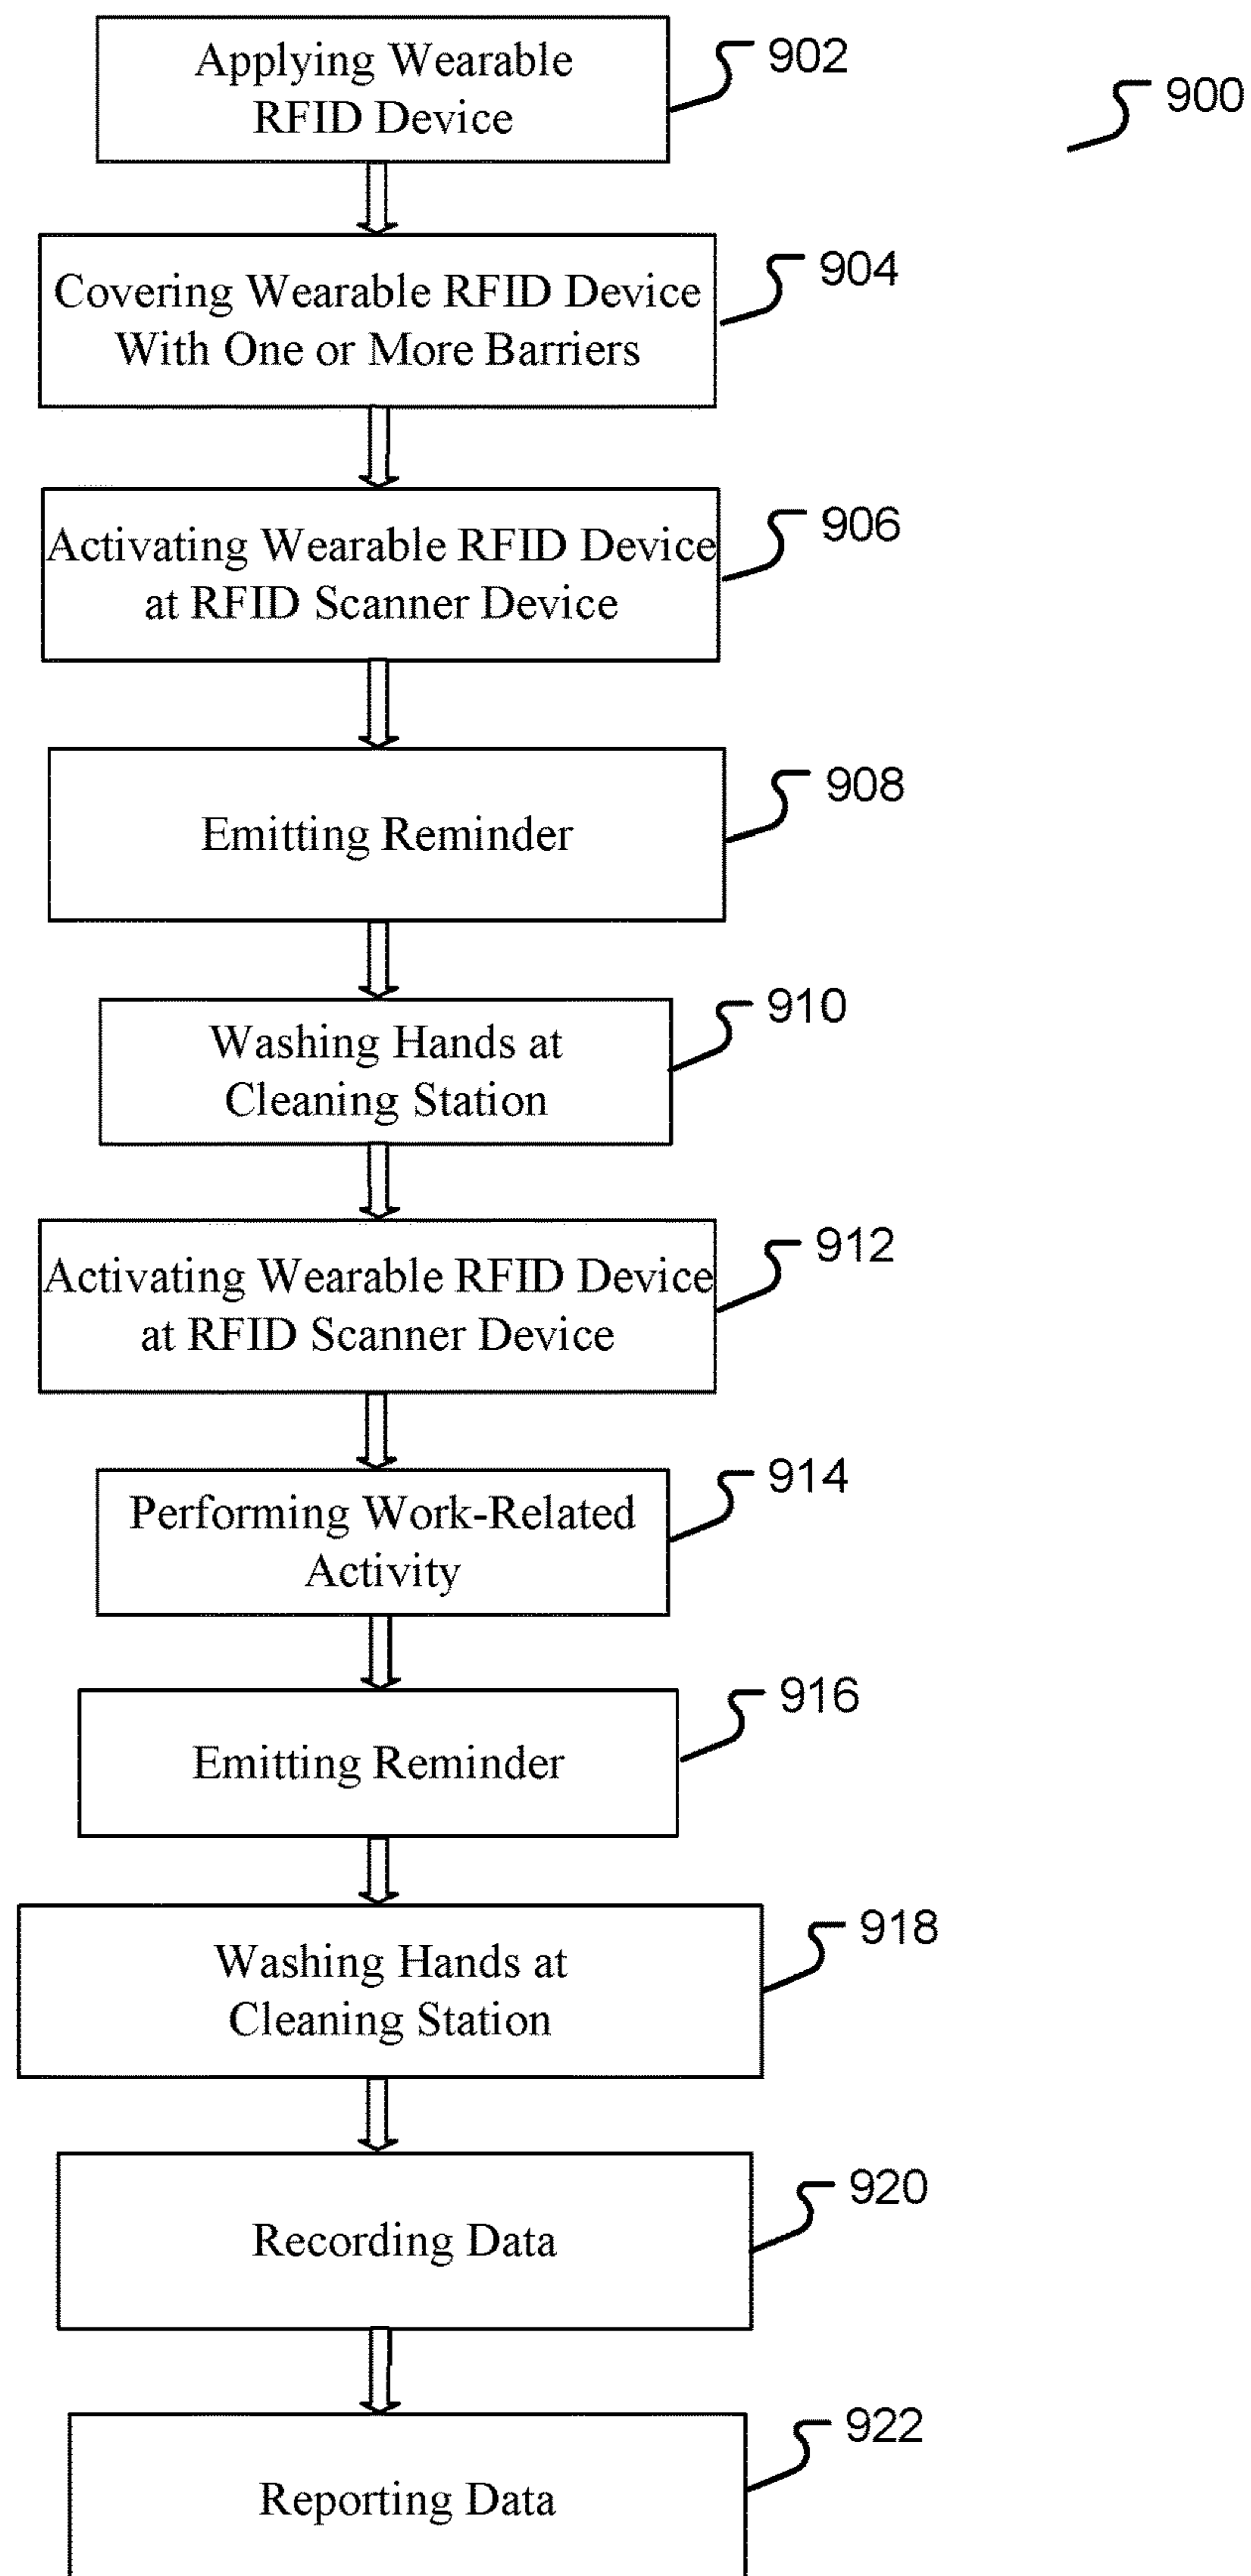 Applying Wearable
RFID Device
902
900
Covering Wearable RFID Device
With One or More Barriers
904
Activating Wearable RFID Device
at RFID Scanner Device
906
Emitting Reminder
908
Washing Hands at
Cleaning Station
910
Activating Wearable RFID Device
at RFID Scanner Device
912
Performing Work-Related
Activity
914
Emitting Reminder
916
Washing Hands at
Cleaning Station
918
Recording Data
920
Reporting Data
922